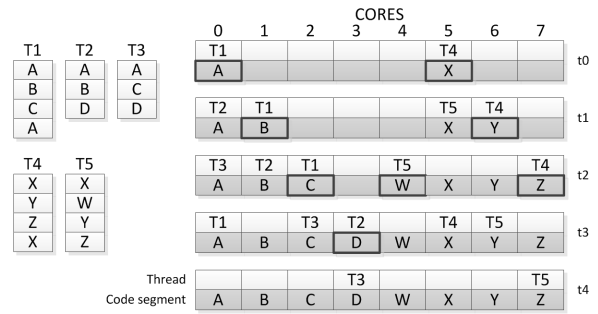 CORES
0 1 2 3 4 5 6 7
T1 T2 T3
A A A
B B C
C D D
A
T4 T5
X X
Y W
Z Y
X Z
T1 T4
A X
t0
T2 T1 T5 T4
A B X Y
t1
T3 T2 T1 T5 T4
A B C W X Y Z
t2
T1 T3 T2 T4 T5
A B C D W X Y Z
t3
Thread T3 T5
Code segment A B C D W X Y Z
t4